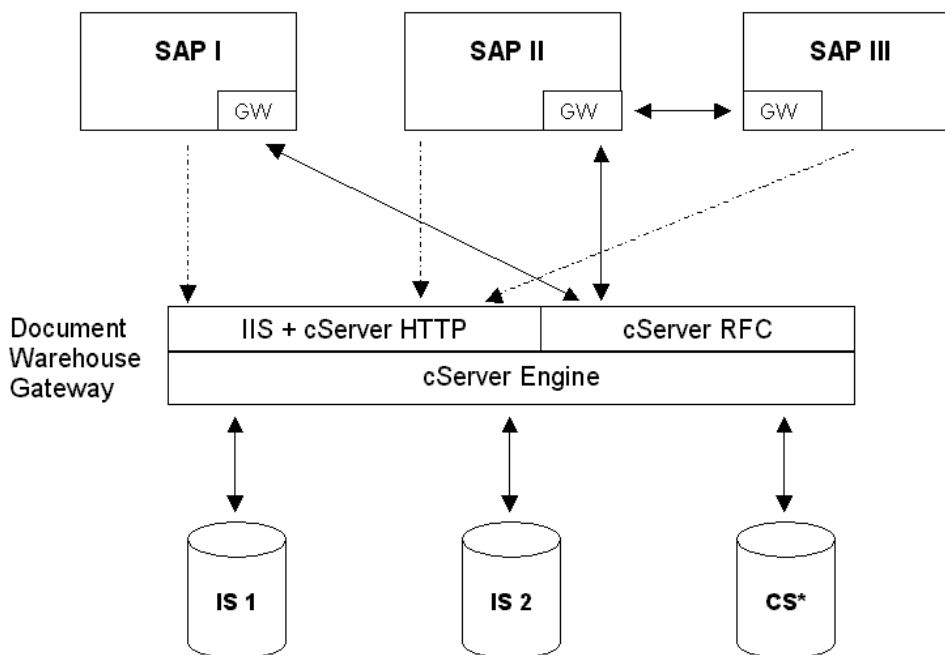 SAP I
SAP II
SAP III
GW
GW
GW
Document
Warehouse
Gateway
IIS + cServer HTTP
cServer RFC
cServer Engine
IS 1
IS 2
CS*